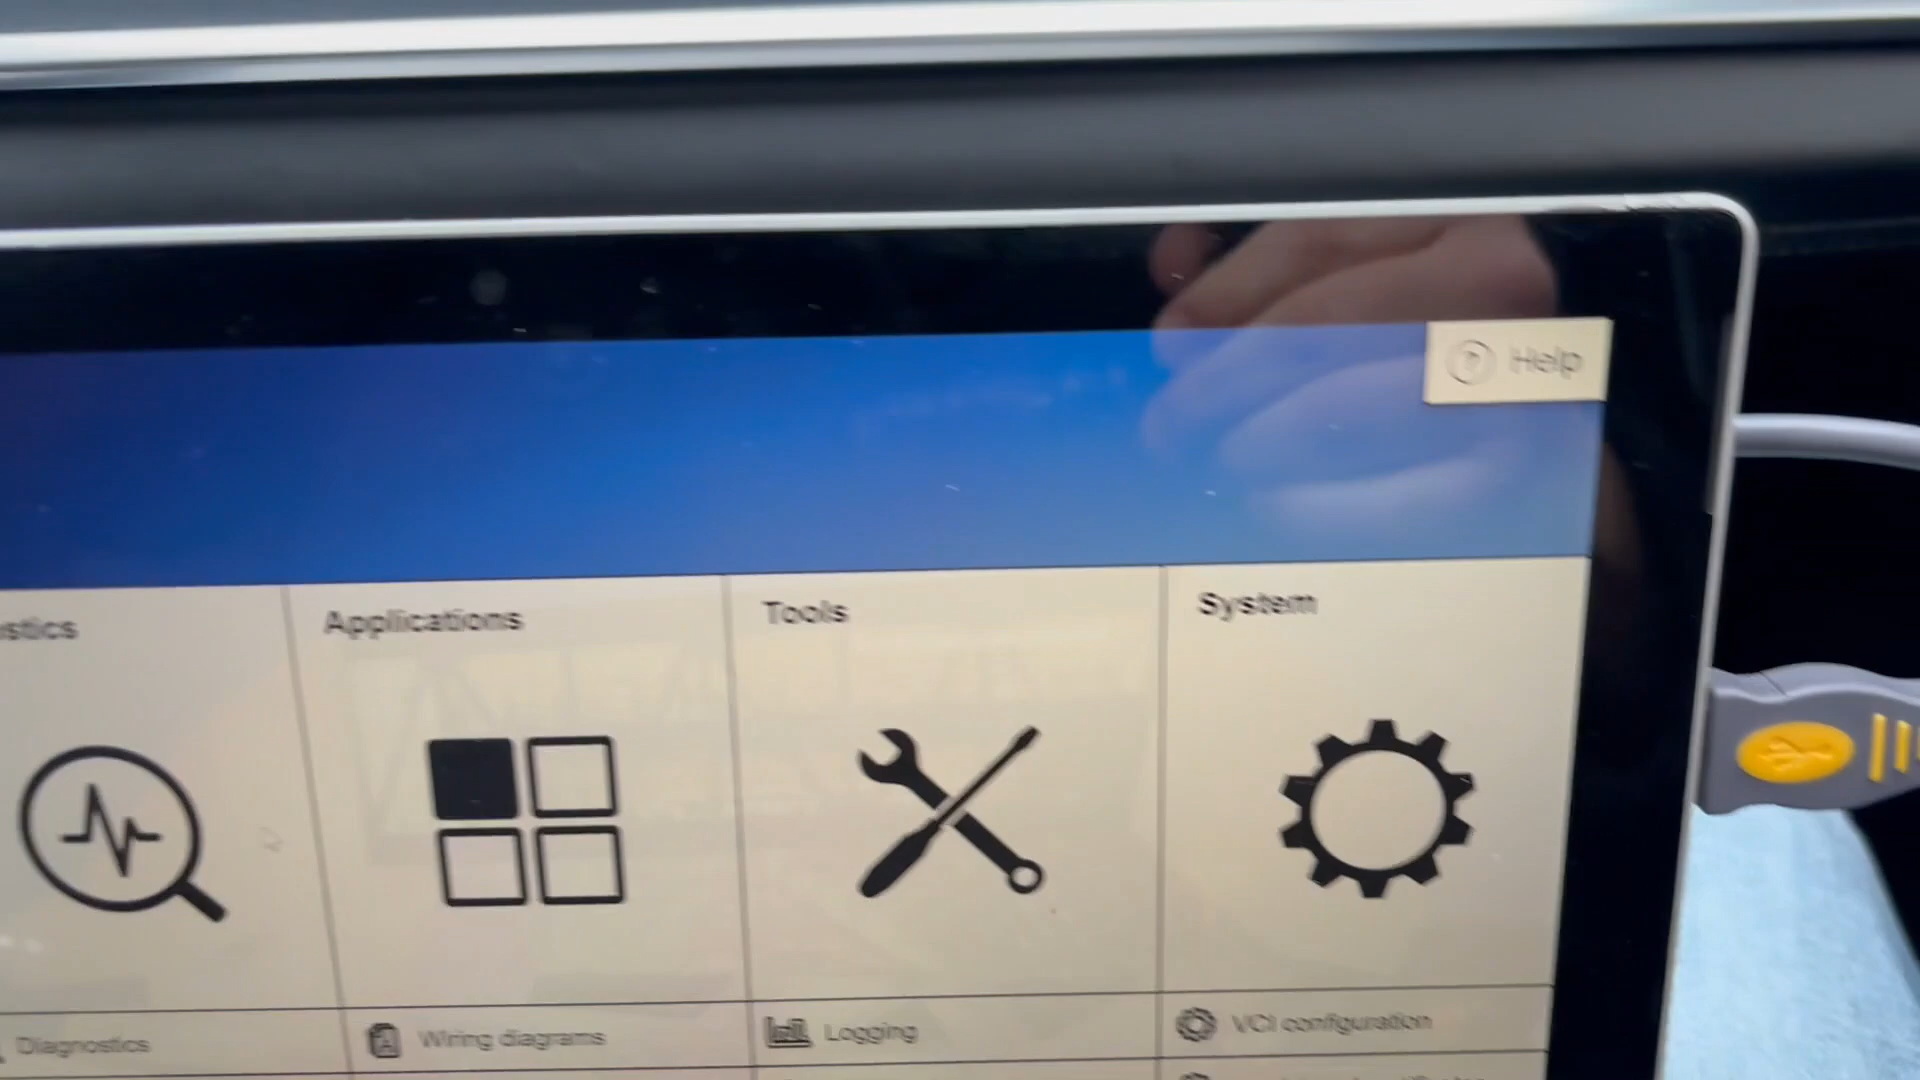 ? Help
stics
Applications
Tools
System
Diagnostics
Wiring diagrams
Logging
VCI configuration